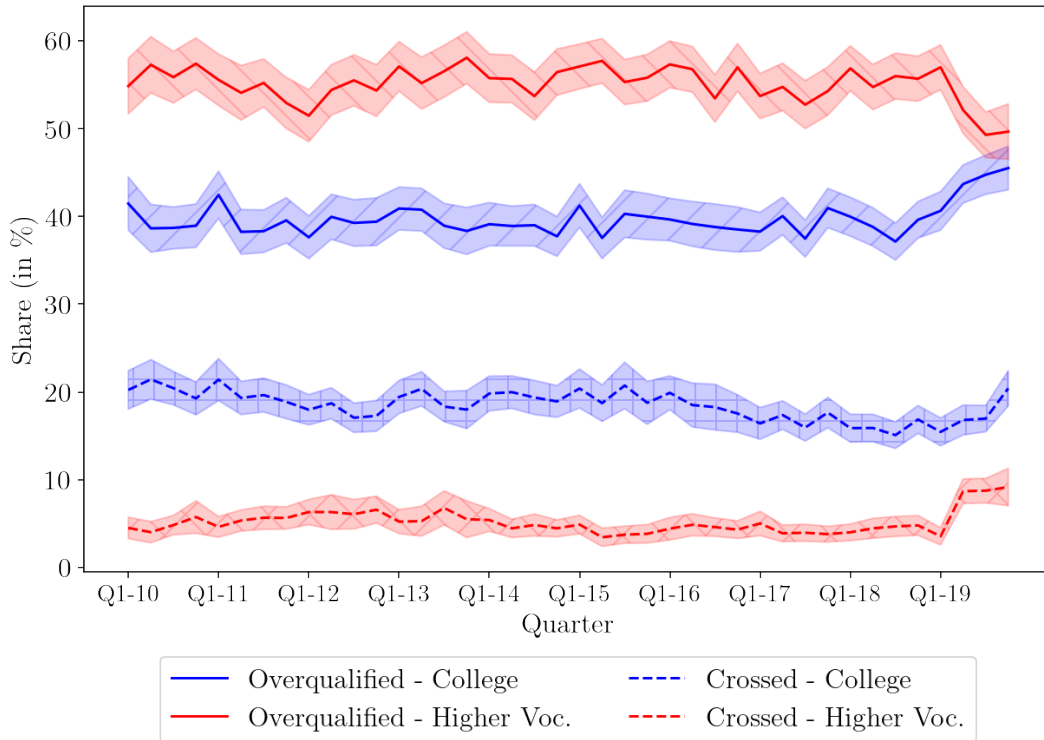 60
50
40
30
20
10
0
Share (in %)
Q1-10 Q1-11 Q1-12 Q1-13 Q1-14 Q1-15 Q1-16 Q1-17 Q1-18 Q1-19
Quarter
Overqualified - College Crossed - College
Overqualified - Higher Voc. Crossed - Higher Voc.